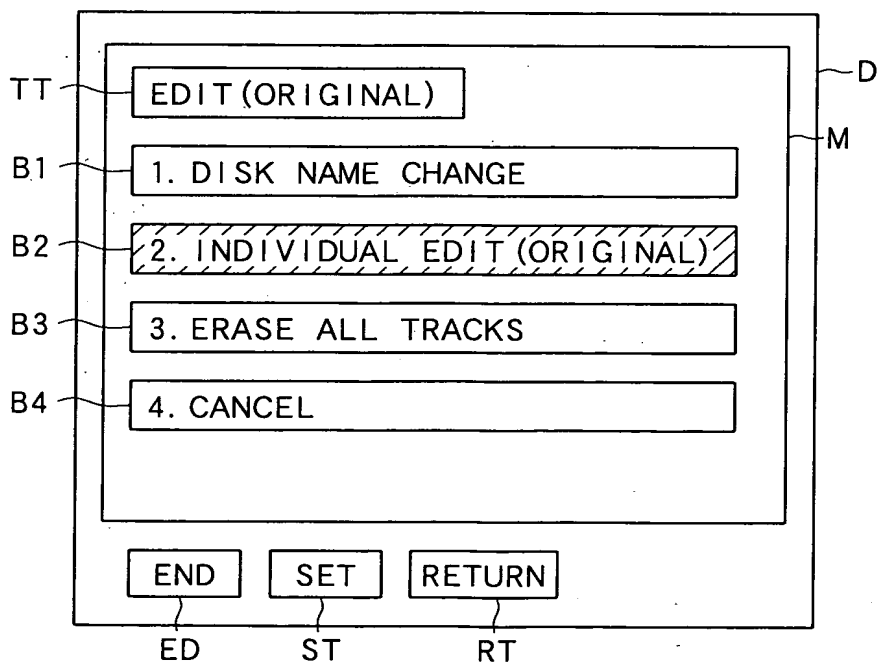 TT EDIT(ORIGINAL) D
M
B1 1. DISK NAME CHANGE
B2 2. INDIVIDUAL EDIT(ORIGINAL)
B3 3. ERASE ALL TRACKS
B4 4. CANCEL
END SET RETURN
ED ST RT